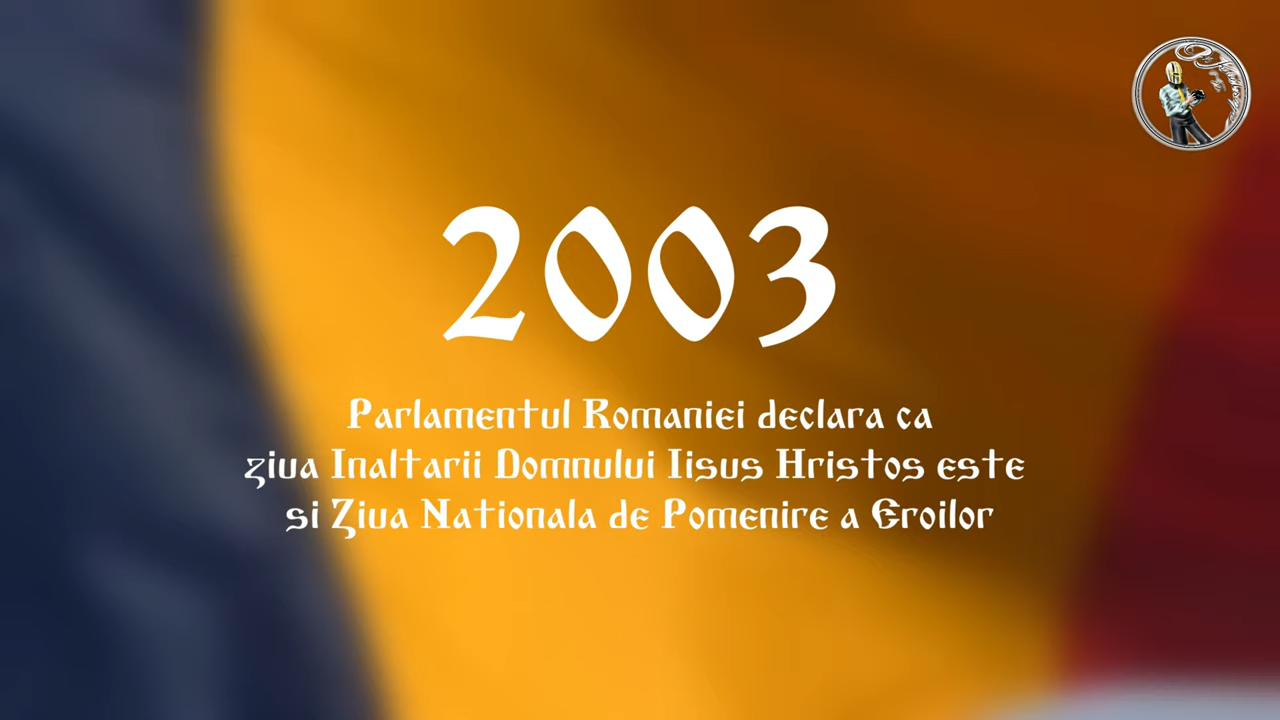 2003
Parlamentul Romaniei declara ca
ziua Inaltarii Domnului Iisus Hristos este
si Ziua Nationala de Pomenire a Eroilor